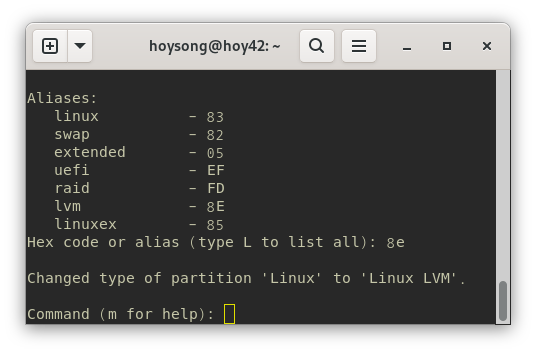 hoysong@hoy42: ~
Aliases:
linux - 83
swap - 82
extended - 05
uefi - EF
raid - FD
lvm - 8E
linuxex - 85
Hex code or alias (type L to list all): 8e
Changed type of partition 'Linux' to 'Linux LVM'.
Command (m for help):